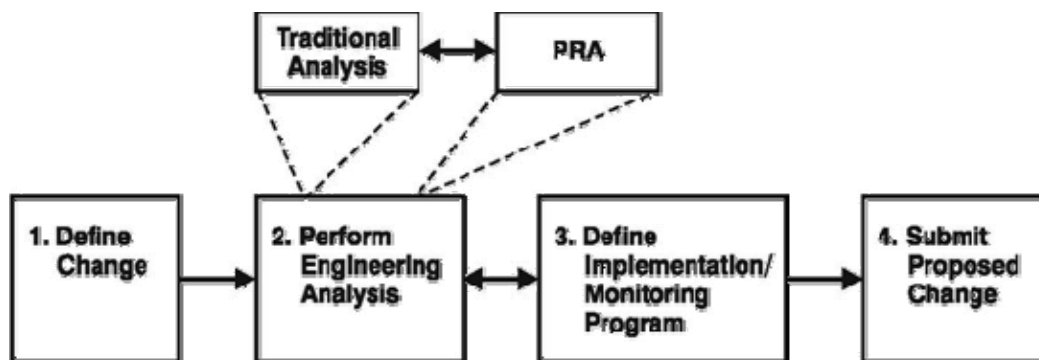 Traditional
Analysis
PRA
1. Define
Change
2. Perform
Engineering
Analysis
3. Define
Implementation/
Monitoring
Program
4. Submit
Proposed
Change